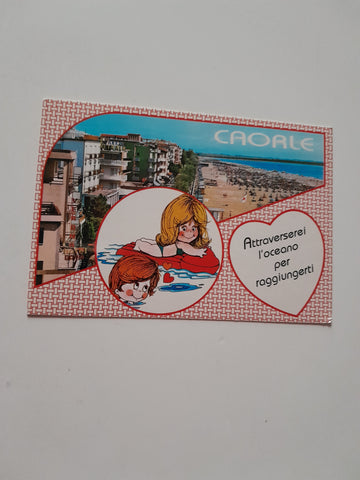 CAORLE
Attraverserei
l'oceano
per
raggiungerti